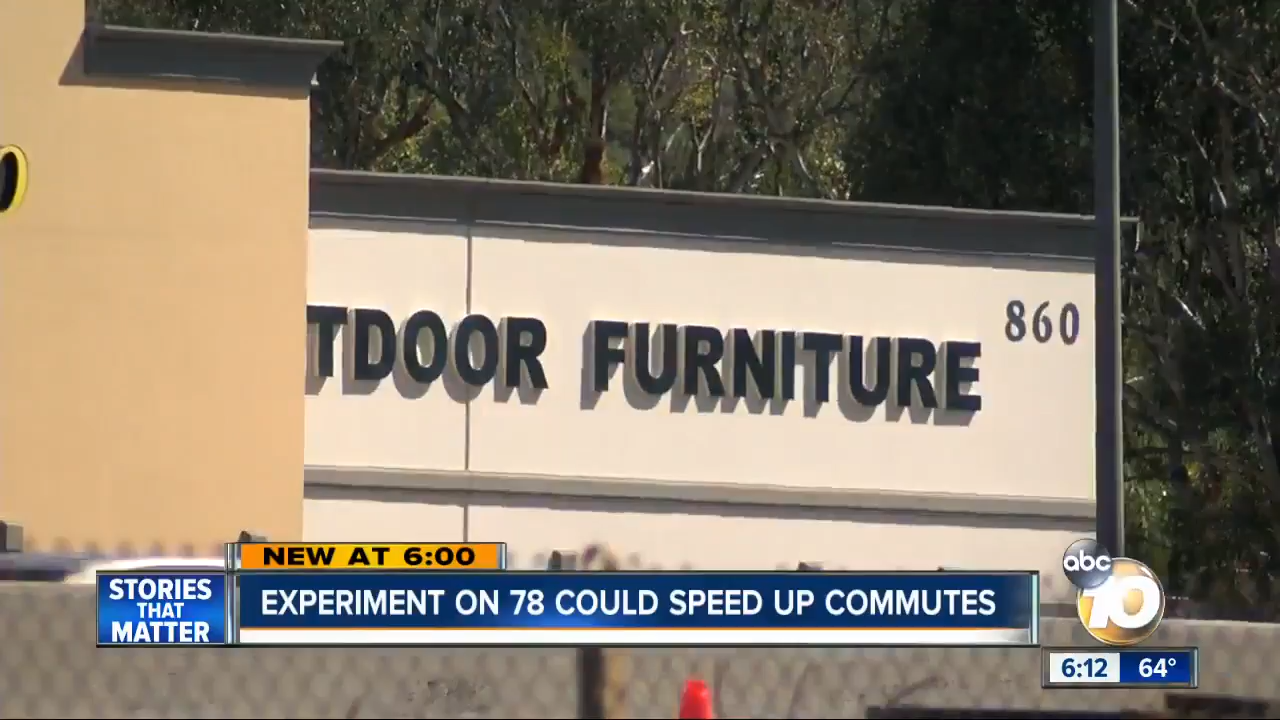 TDOOR FURNITURE
860
NEW AT 6:00
STORIES
THAT
MATTER
EXPERIMENT ON 78 COULD SPEED UP COMMUTES
abc
10
6:12 64°